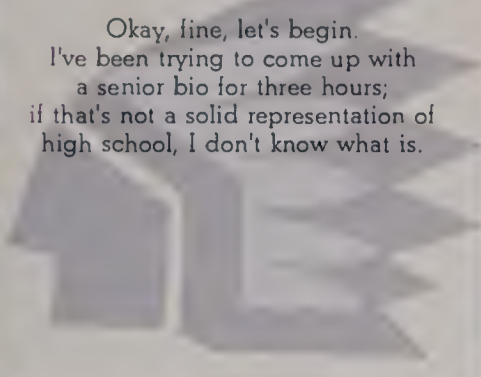 Okay, fine, let's begin.
I've been trying to come up with
a senior bio for three hours;
if that's not a solid representation of
high school, I don't know what is.